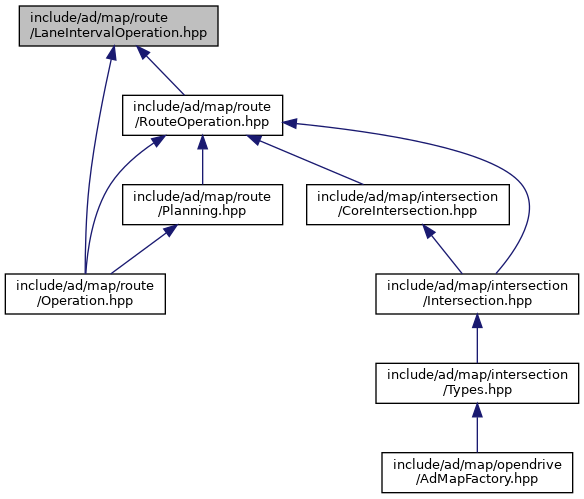 include/ad/map/route
/LaneIntervalOperation.hpp
include/ad/map/route
/RouteOperation.hpp
include/ad/map/route
/Planning.hpp
include/ad/map/intersection
/CoreIntersection.hpp
include/ad/map/route
/Operation.hpp
include/ad/map/intersection
/Intersection.hpp
include/ad/map/intersection
/Types.hpp
include/ad/map/opendrive
/AdMapFactory.hpp